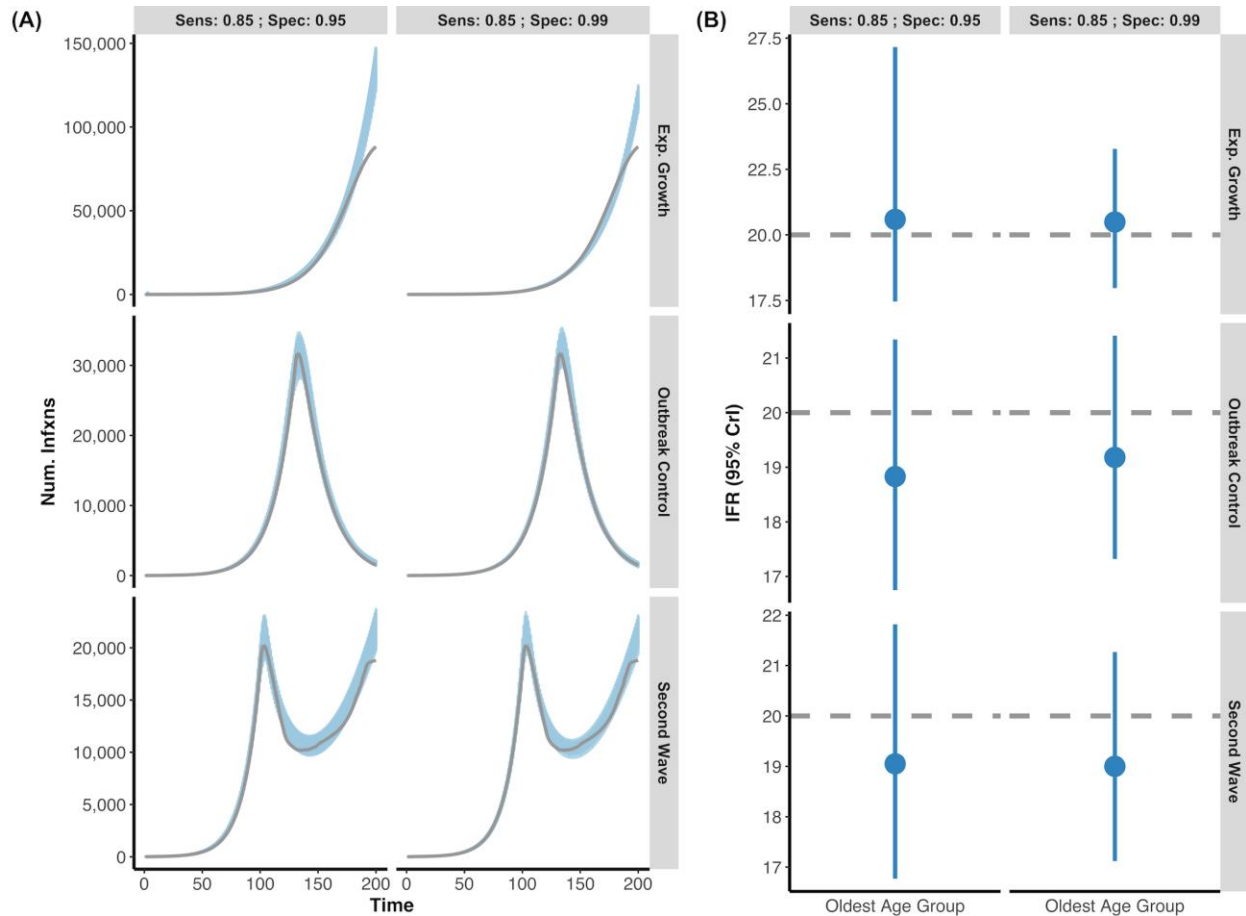 (A)
Sens: 0.85 ; Spec: 0.95
Sens: 0.85 ; Spec: 0.99
150,000
100,000
50,000
0
Exp. Growth
30,000
20,000
10,000
0
Outbreak Control
20,000
15,000
10,000
5,000
0
Second Wave
Num. Infxns
0
50
100
150
200
0
50
100
150
200
Time
(B)
Sens: 0.85 ; Spec: 0.95
Sens: 0.85 ; Spec: 0.99
27.5
25.0
22.5
20.0
17.5
Exp. Growth
21
20
19
18
17
Outbreak Control
22
21
20
19
18
17
Second Wave
IFR (95% CrI)
Oldest Age Group
Oldest Age Group